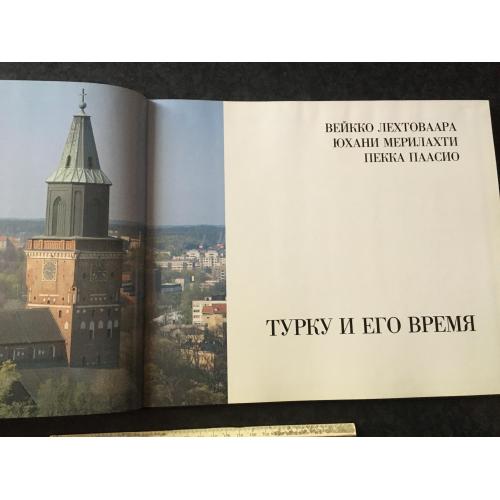 ВЕЙККО ЛЕХТОВААРА
ЮХАНИ МЕРИЛАХТИ
ПЕККА ПААСИО
ТУРКУ И ЕГО ВРЕМЯ